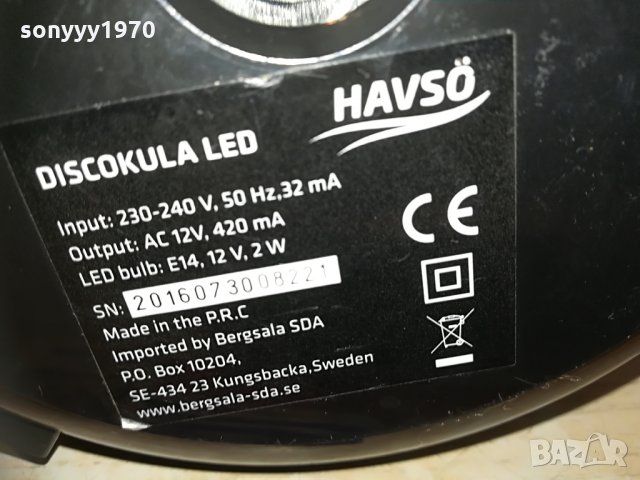 sonyyy1970
HAVSÖ
DISCOKULA LED
Input: 230-240 V, 50 Hz,32 mA
Output: AC 12V, 420 mA
LED bulb: E14, 12 V, 2 W
SN: 2016073008221
Made in the P.R.C
Imported by Bergsala SDA
P.O. Box 10204,
SE-434 23 Kungsbacka,Sweden
www.bergsala-sda.se
CE
BAZAR
bg